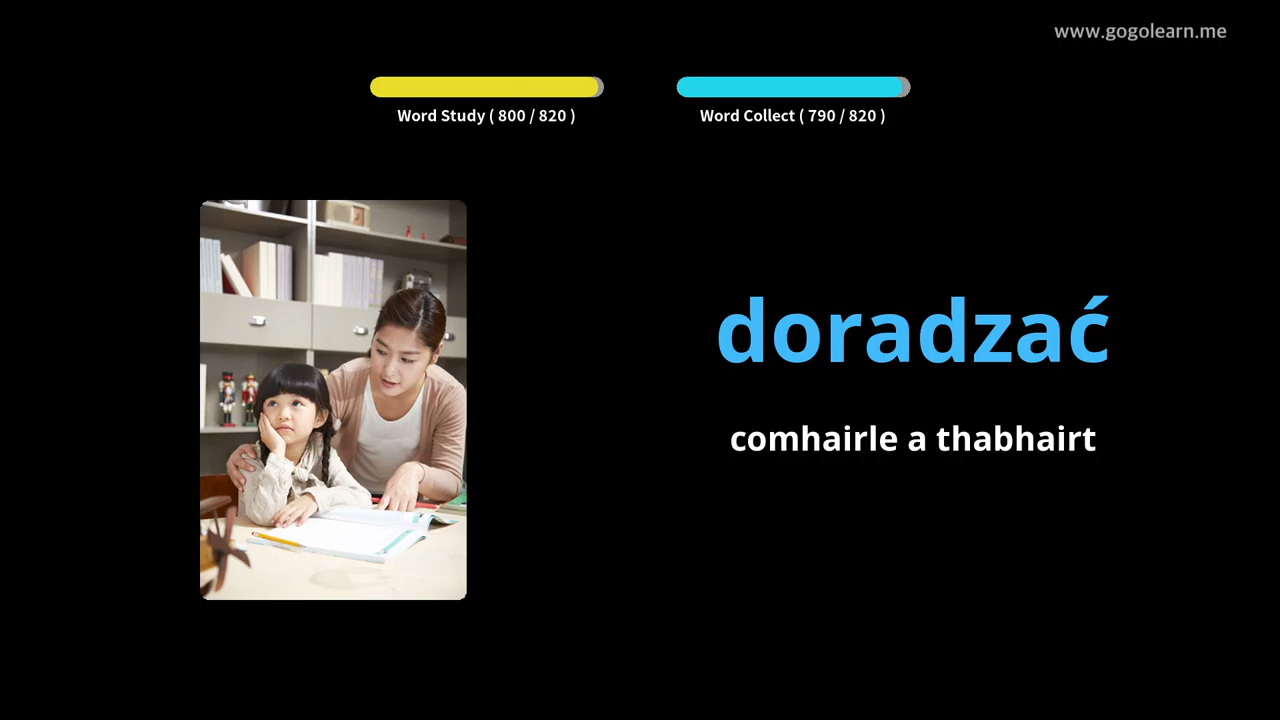 www.gogolearn.me
Word Study ( 800 / 820 )
Word Collect ( 790 / 820 )
doradzać
comhairle a thabhairt